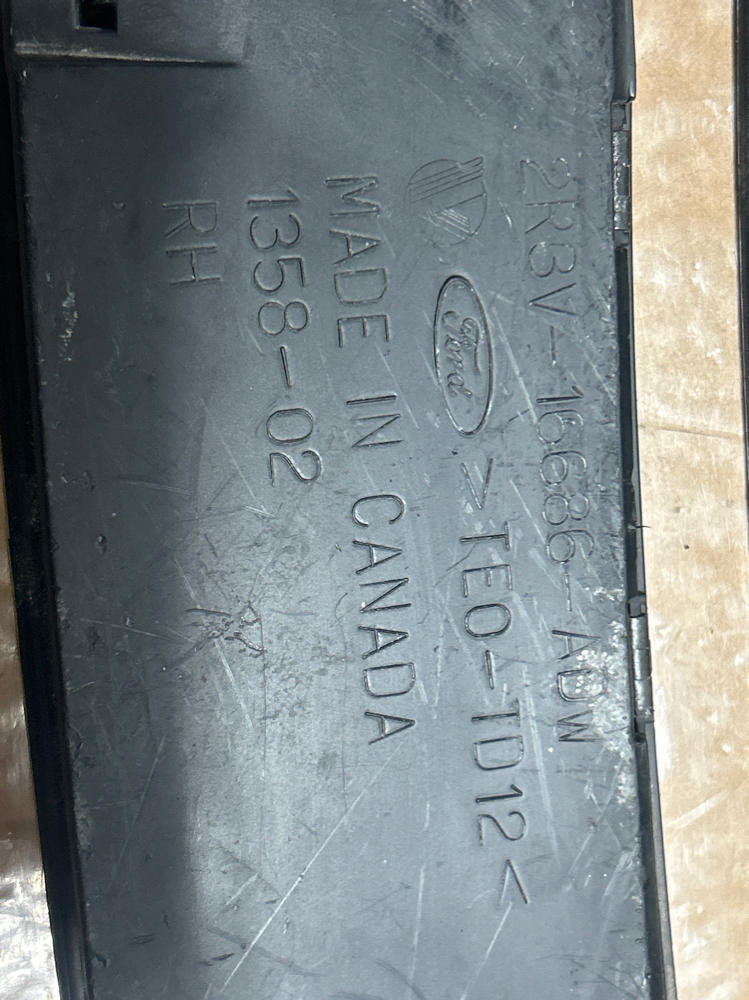 2R3V-16686-ADW
Ford >TEO-TD12<
MADE IN CANADA
1358-02
RH